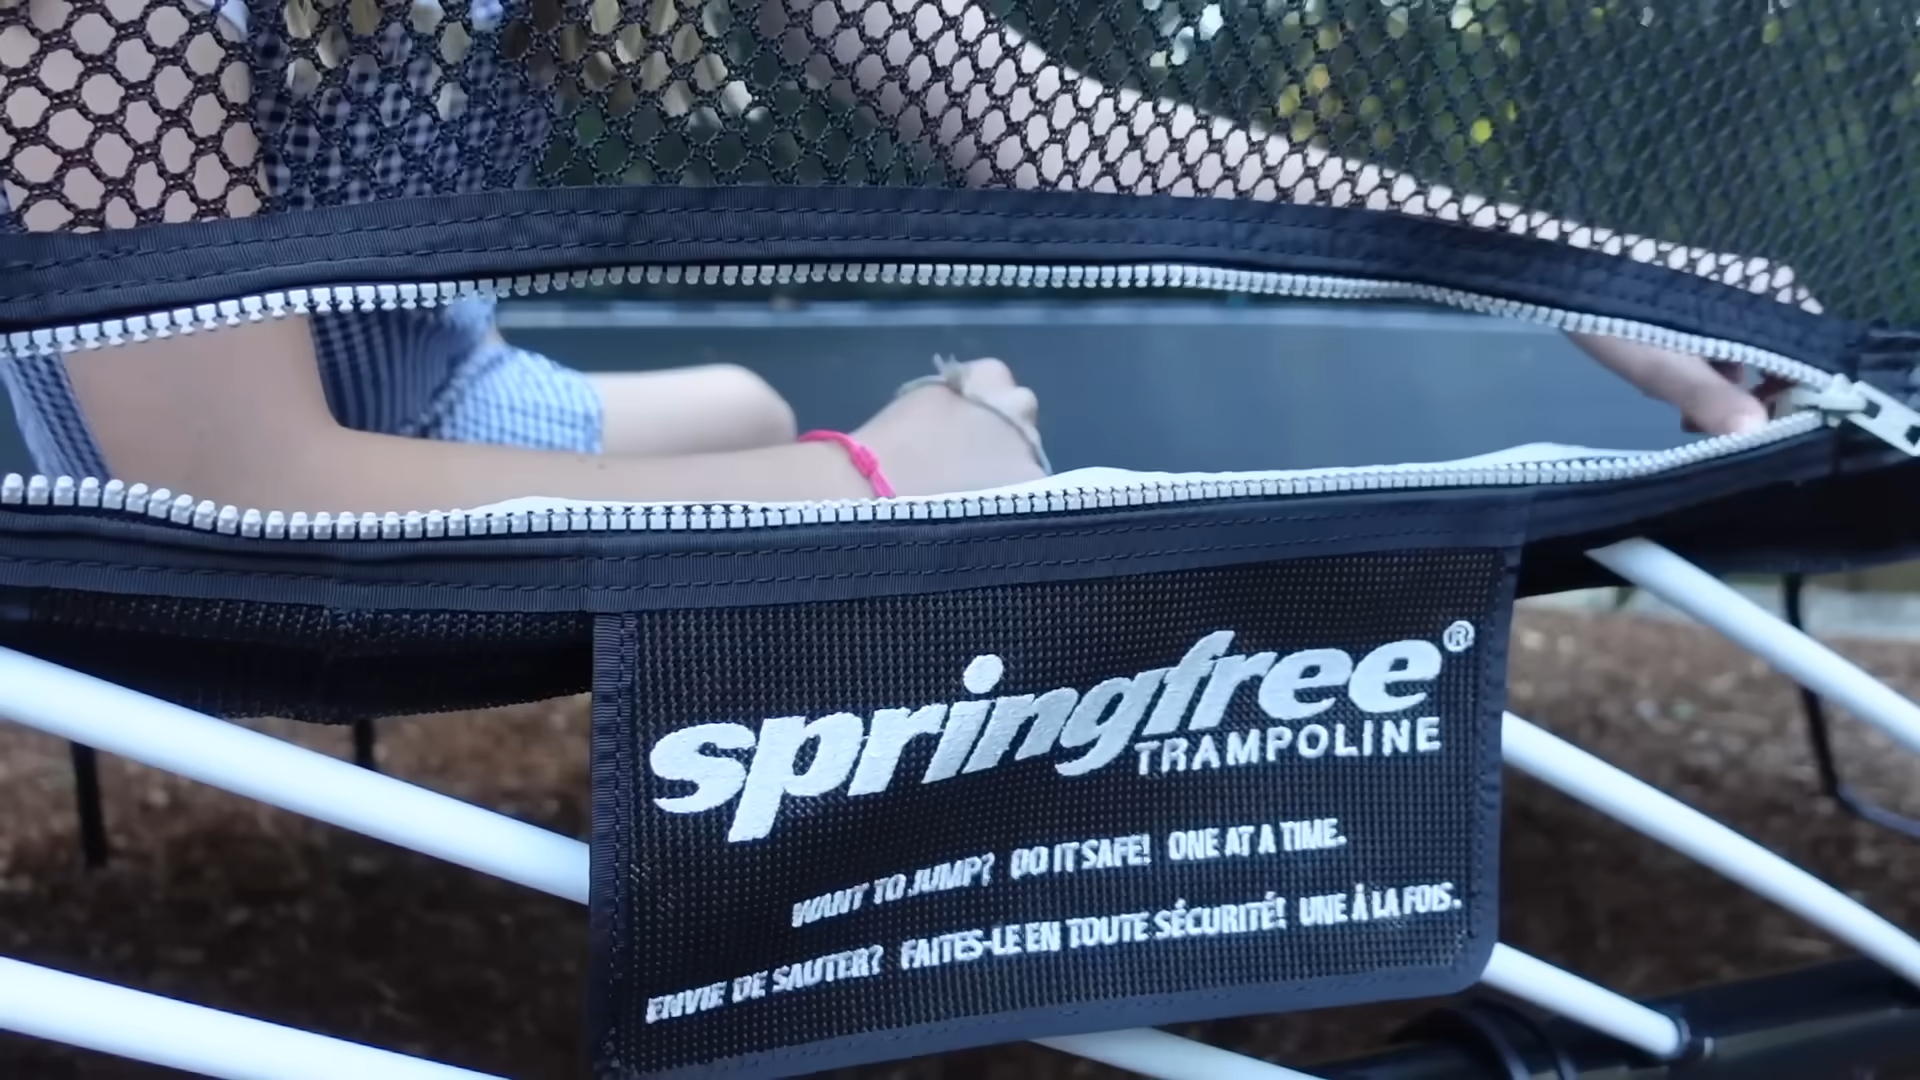 springfree®
TRAMPOLINE
WANT TO JUMP? DO IT SAFE! ONE AT A TIME.
ENVIE DE SAUTER? FAITES-LE EN TOUTE SÉCURITÉ! UNE À LA FOIS.